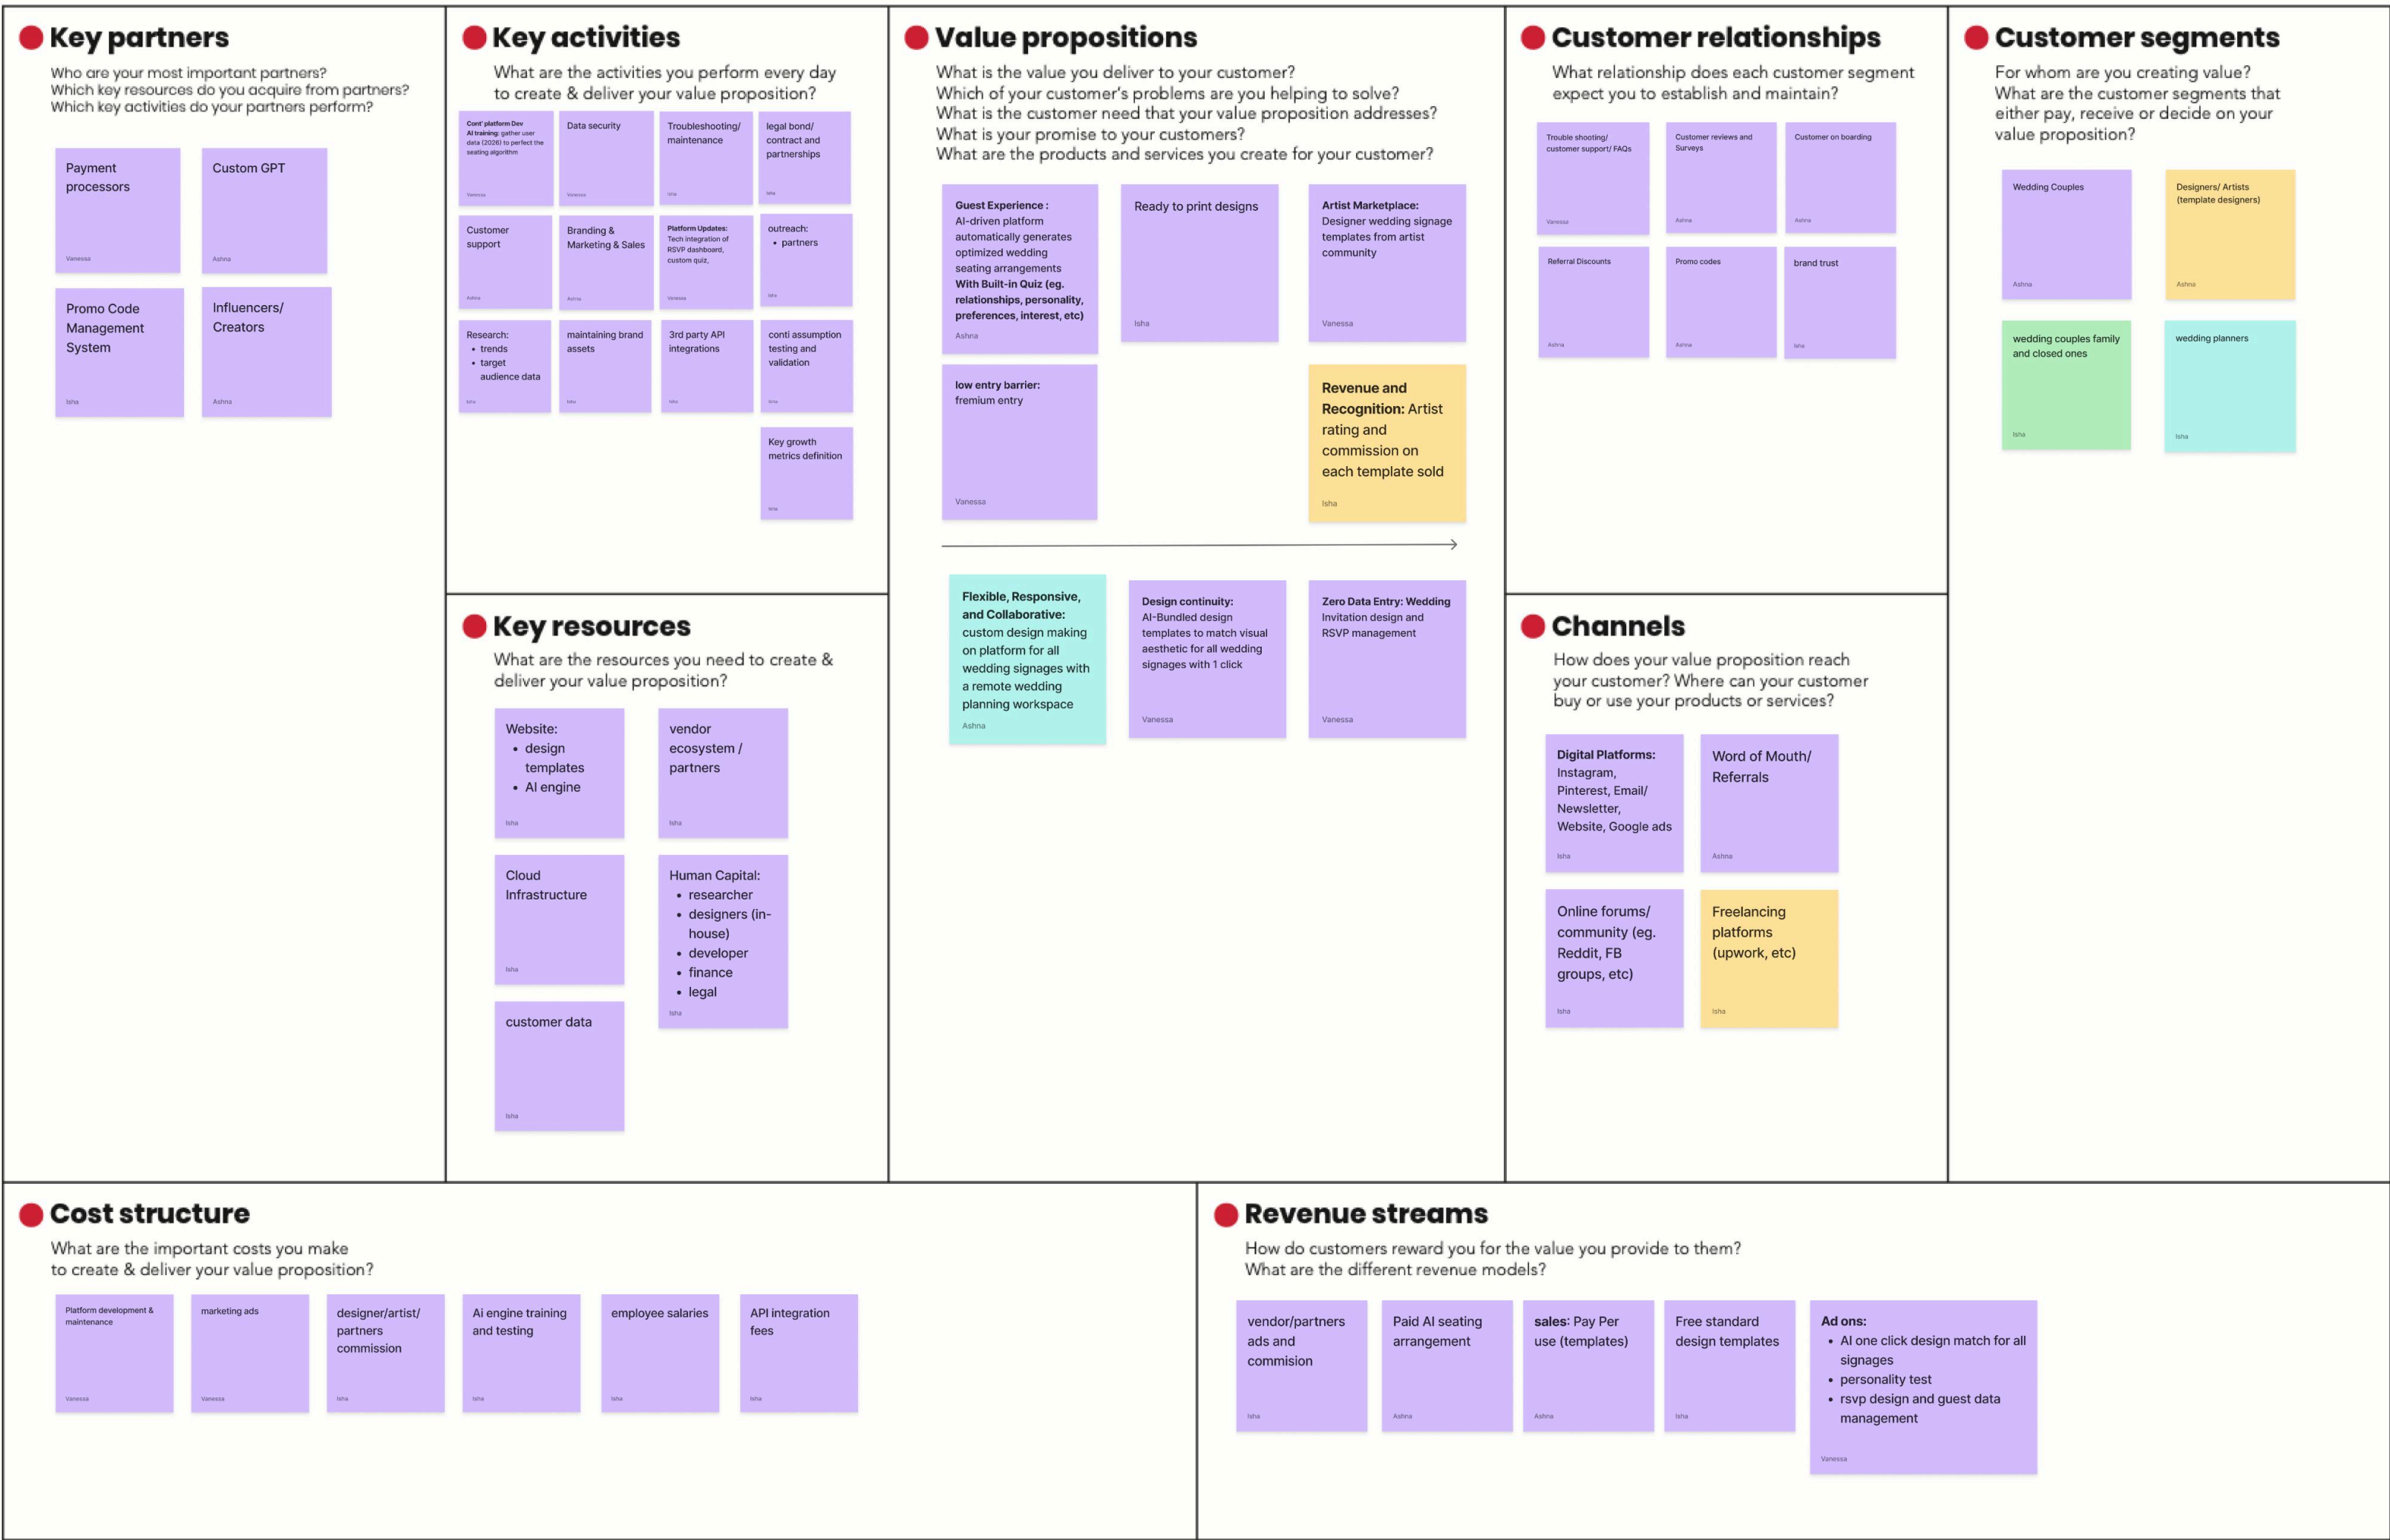 Key partners
Who are your most important partners?
Which key resources do you acquire from partners?
Which key activities do your partners perform?
Payment
processors
Vanessa
Custom GPT
Ashna
Promo Code
Management
System
Isha
Influencers/
Creators
Ashna
Key activities
What are the activities you perform every day
to create & deliver your value proposition?
Cont' platform Dev
AI training: gather user
data (2026) to perfect the
seating algorithm
Vanessa
Data security
Vanessa
Troubleshooting/
maintenance
Isha
legal bond/
contract and
partnerships
Isha
Customer
support
Ashna
Branding &
Marketing & Sales
Ashna
Platform Updates:
Tech integration of
RSVP dashboard,
custom quiz,
Vanessa
outreach:
• partners
Isha
Research:
• trends
• target
audience data
Isha
maintaining brand
assets
Isha
3rd party API
integrations
Isha
conti assumption
testing and
validation
Isha
Key growth
metrics definition
Isha
Key resources
What are the resources you need to create &
deliver your value proposition?
Website:
• design
templates
• AI engine
Isha
vendor
ecosystem /
partners
Isha
Cloud
Infrastructure
Isha
Human Capital:
• researcher
• designers (in-
house)
• developer
• finance
• legal
Isha
customer data
Isha
Value propositions
What is the value you deliver to your customer?
Which of your customer's problems are you helping to solve?
What is the customer need that your value proposition addresses?
What is your promise to your customers?
What are the products and services you create for your customer?
Guest Experience :
AI-driven platform
automatically generates
optimized wedding
seating arrangements
With Built-in Quiz (eg.
relationships, personality,
preferences, interest, etc)
Ashna
Ready to print designs
Isha
Artist Marketplace:
Designer wedding signage
templates from artist
community
Vanessa
low entry barrier:
fremium entry
Vanessa
Revenue and
Recognition: Artist
rating and
commission on
each template sold
Isha
Flexible, Responsive,
and Collaborative:
custom design making
on platform for all
wedding signages with
a remote wedding
planning workspace
Ashna
Design continuity:
AI-Bundled design
templates to match visual
aesthetic for all wedding
signages with 1 click
Vanessa
Zero Data Entry: Wedding
Invitation design and
RSVP management
Vanessa
Customer relationships
What relationship does each customer segment
expect you to establish and maintain?
Trouble shooting/
customer support/ FAQs
Vanessa
Customer reviews and
Surveys
Ashna
Customer on boarding
Ashna
Referral Discounts
Ashna
Promo codes
Ashna
brand trust
Isha
Channels
How does your value proposition reach
your customer? Where can your customer
buy or use your products or services?
Digital Platforms:
Instagram,
Pinterest, Email/
Newsletter,
Website, Google ads
Isha
Word of Mouth/
Referrals
Ashna
Online forums/
community (eg.
Reddit, FB
groups, etc)
Isha
Freelancing
platforms
(upwork, etc)
Isha
Customer segments
For whom are you creating value?
What are the customer segments that
either pay, receive or decide on your
value proposition?
Wedding Couples
Ashna
Designers/ Artists
(template designers)
Ashna
wedding couples family
and closed ones
Isha
wedding planners
Isha
Cost structure
What are the important costs you make
to create & deliver your value proposition?
Platform development &
maintenance
Vanessa
marketing ads
Vanessa
designer/artist/
partners
commission
Isha
Ai engine training
and testing
Isha
employee salaries
Isha
API integration
fees
Isha
Revenue streams
How do customers reward you for the value you provide to them?
What are the different revenue models?
vendor/partners
ads and
commision
Isha
Paid AI seating
arrangement
Ashna
sales: Pay Per
use (templates)
Ashna
Free standard
design templates
Isha
Ad ons:
• AI one click design match for all
signages
• personality test
• rsvp design and guest data
management
Vanessa